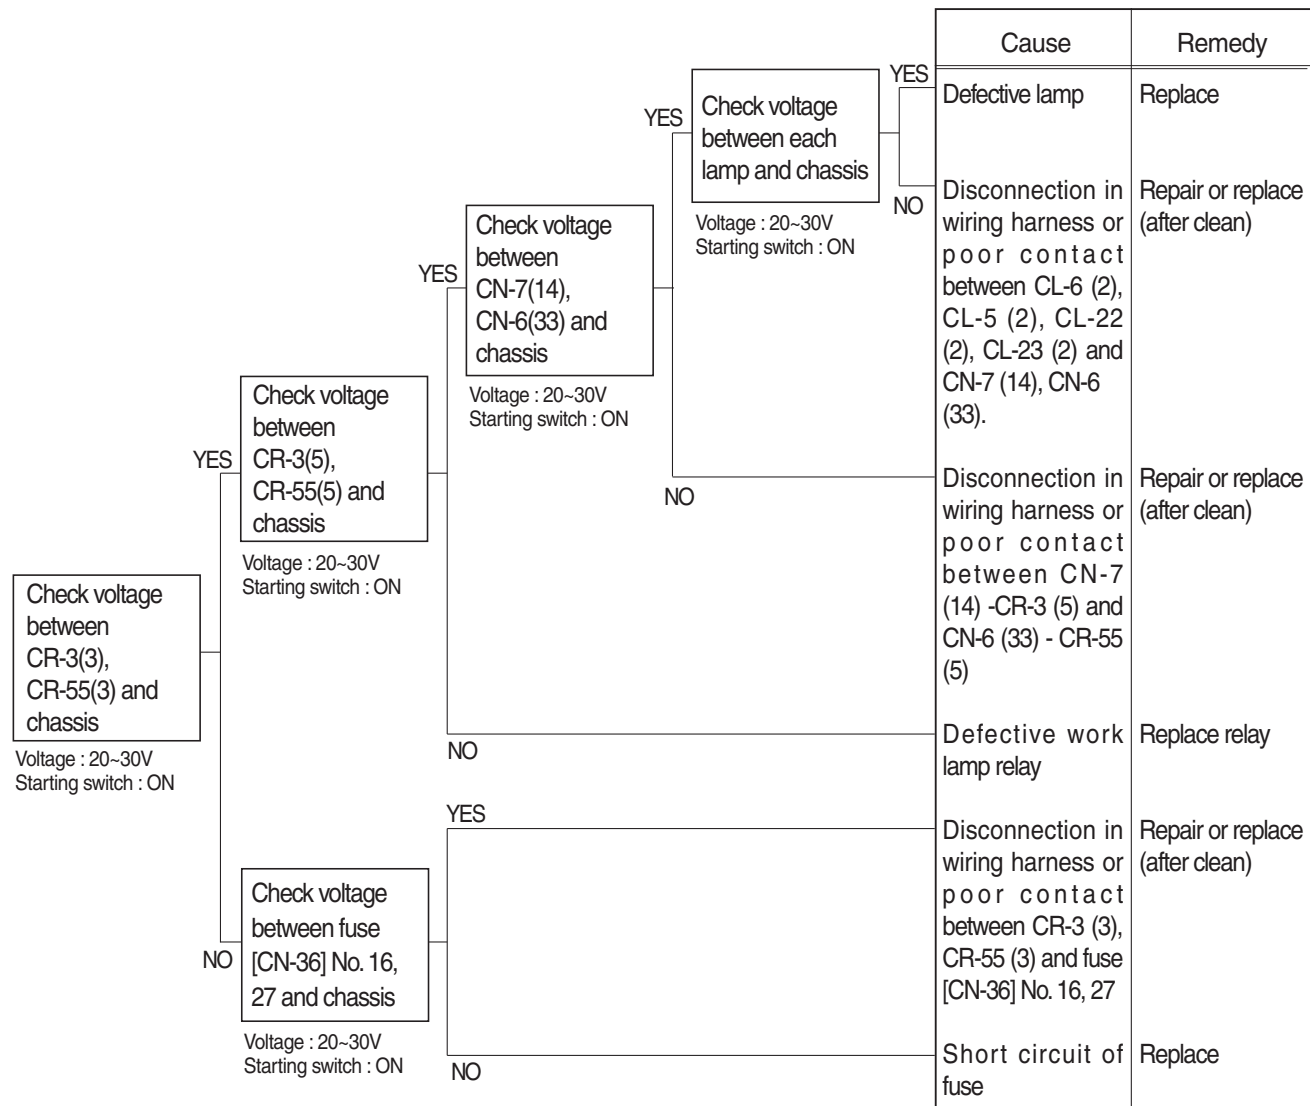 Cause
Remedy
YES
Defective lamp
Replace
Check voltage
between each
lamp and chassis
YES
Voltage : 20~30V
Starting switch : ON
NO
Disconnection in
wiring harness or
poor contact
between CL-6 (2),
CL-5 (2), CL-22
(2), CL-23 (2) and
CN-7 (14), CN-6
(33).
Repair or replace
(after clean)
Check voltage
between
CN-7(14),
CN-6(33) and
chassis
YES
Voltage : 20~30V
Starting switch : ON
NO
Disconnection in
wiring harness or
poor contact
between CN-7
(14) -CR-3 (5) and
CN-6 (33) - CR-55
(5)
Repair or replace
(after clean)
Check voltage
between
CR-3(5),
CR-55(5) and
chassis
YES
Voltage : 20~30V
Starting switch : ON
NO
Defective work
lamp relay
Replace relay
Check voltage
between
CR-3(3),
CR-55(3) and
chassis
Voltage : 20~30V
Starting switch : ON
YES
Disconnection in
wiring harness or
poor contact
between CR-3 (3),
CR-55 (3) and fuse
[CN-36] No. 16, 27
Repair or replace
(after clean)
NO
Check voltage
between fuse
[CN-36] No. 16,
27 and chassis
Voltage : 20~30V
Starting switch : ON
NO
Short circuit of
fuse
Replace